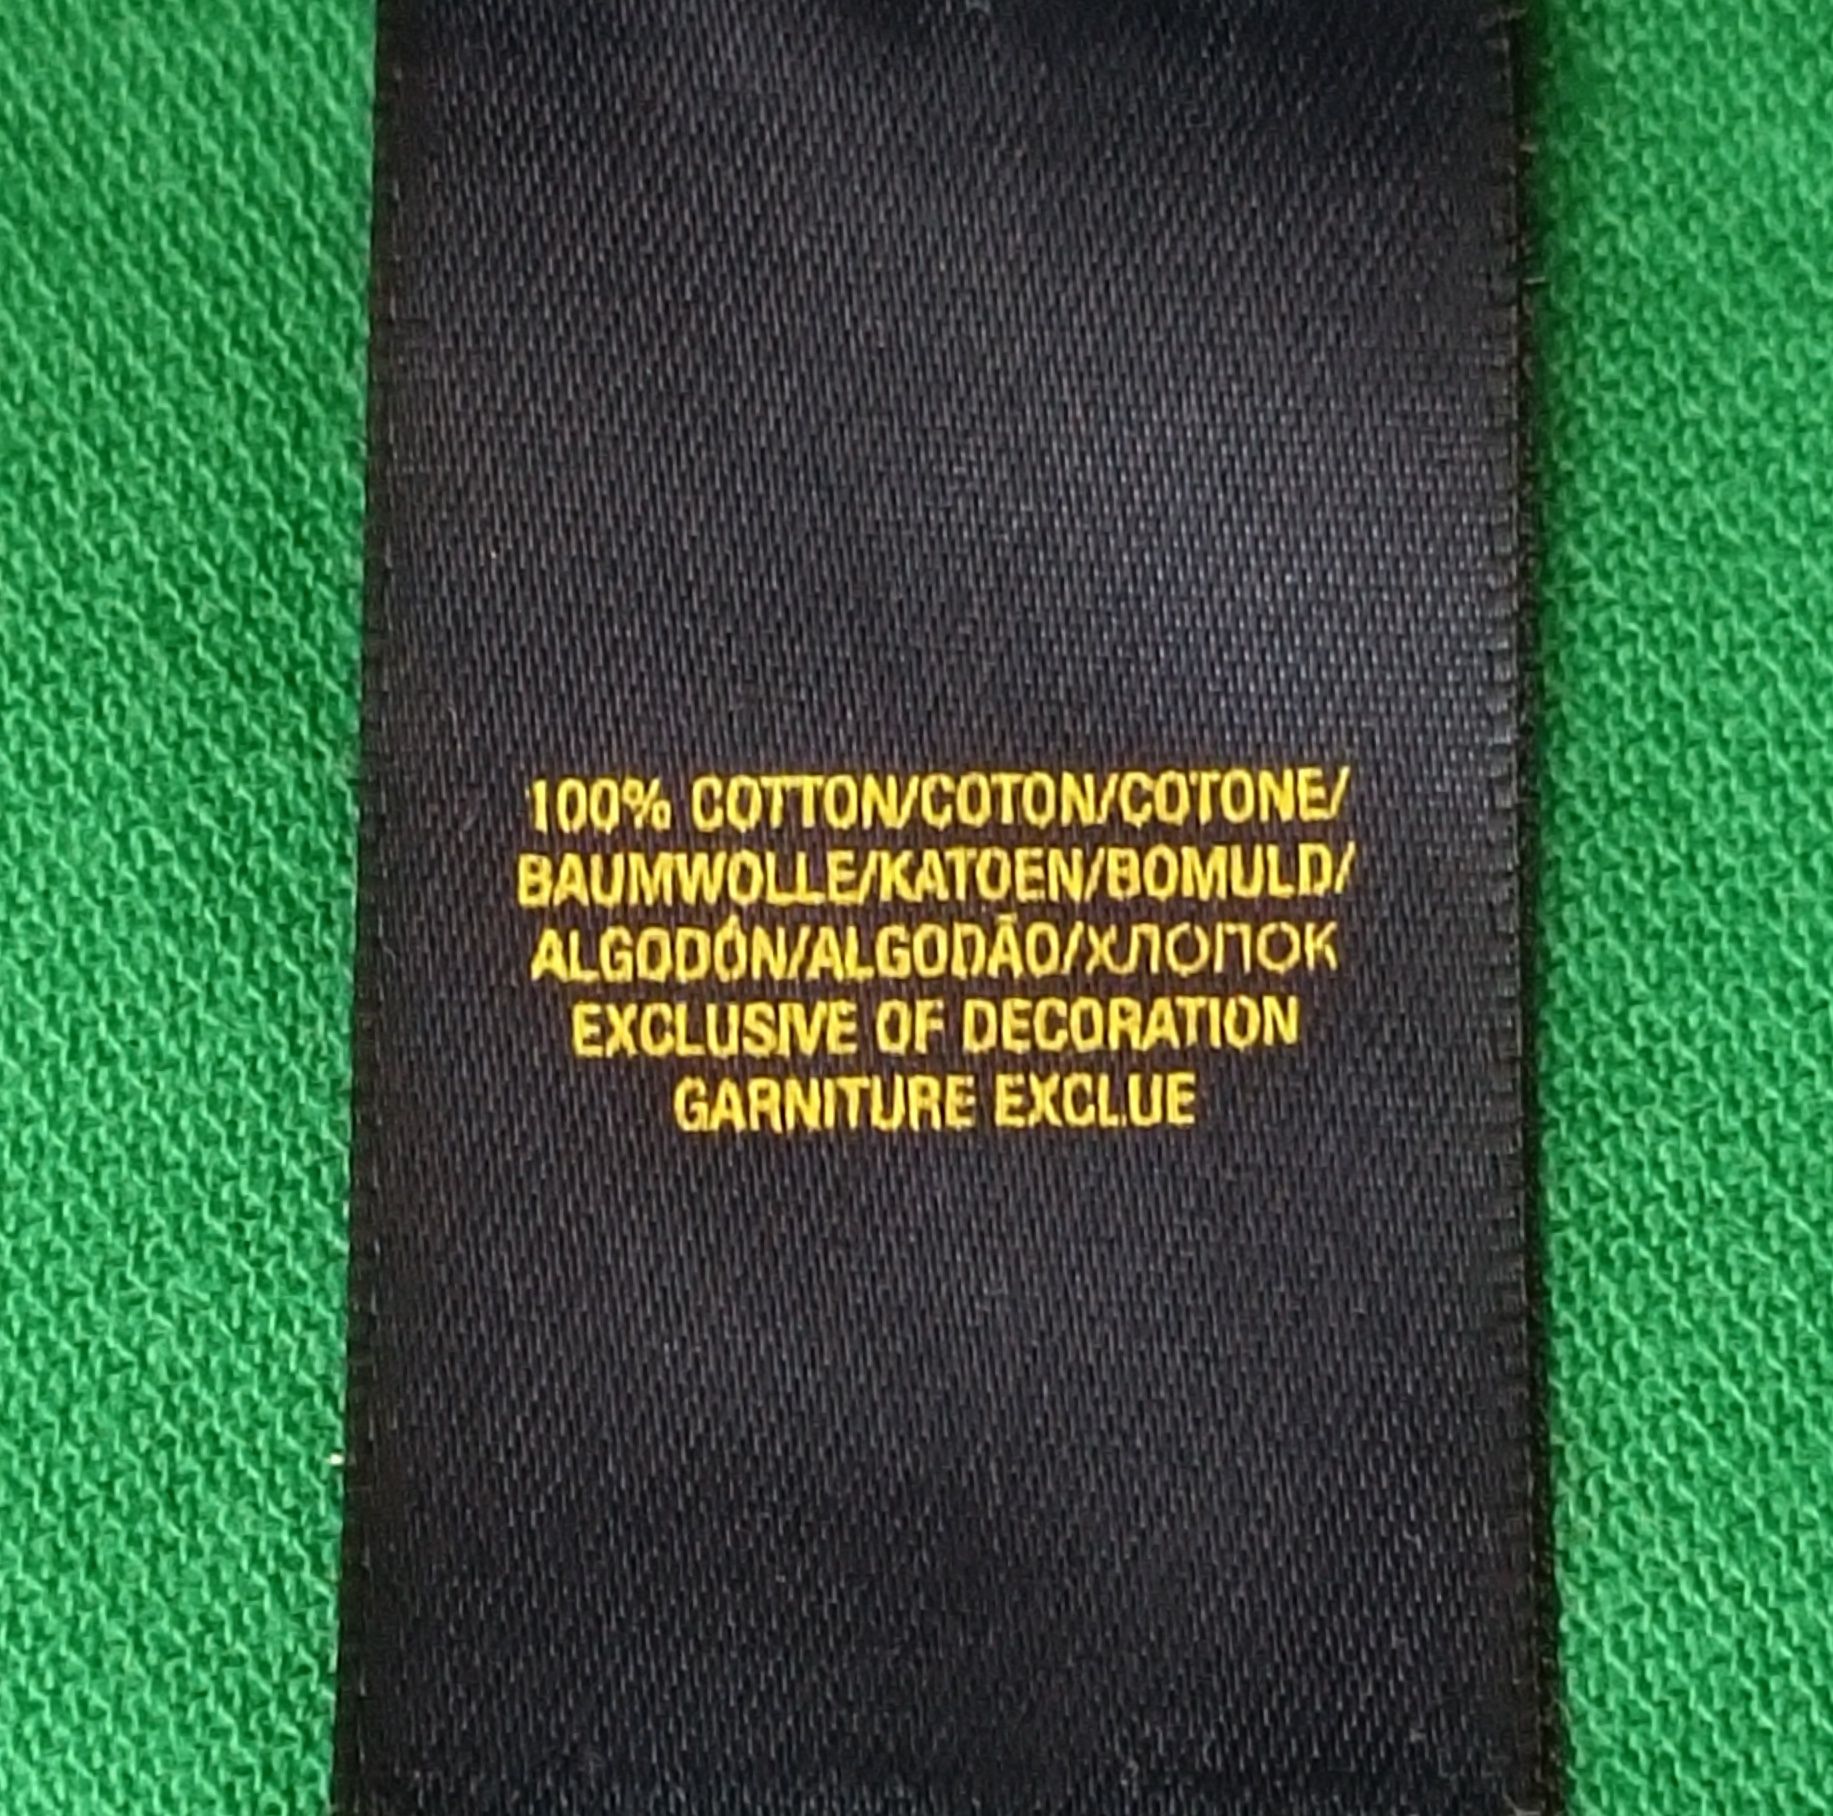 100% COTTON/COTON/COTONE/
BAUMWOLLE/KATOEN/BOMULD/
ALGODÓN/ALGODÃO/ХЛОПОК
EXCLUSIVE OF DECORATION
GARNITURE EXCLUE